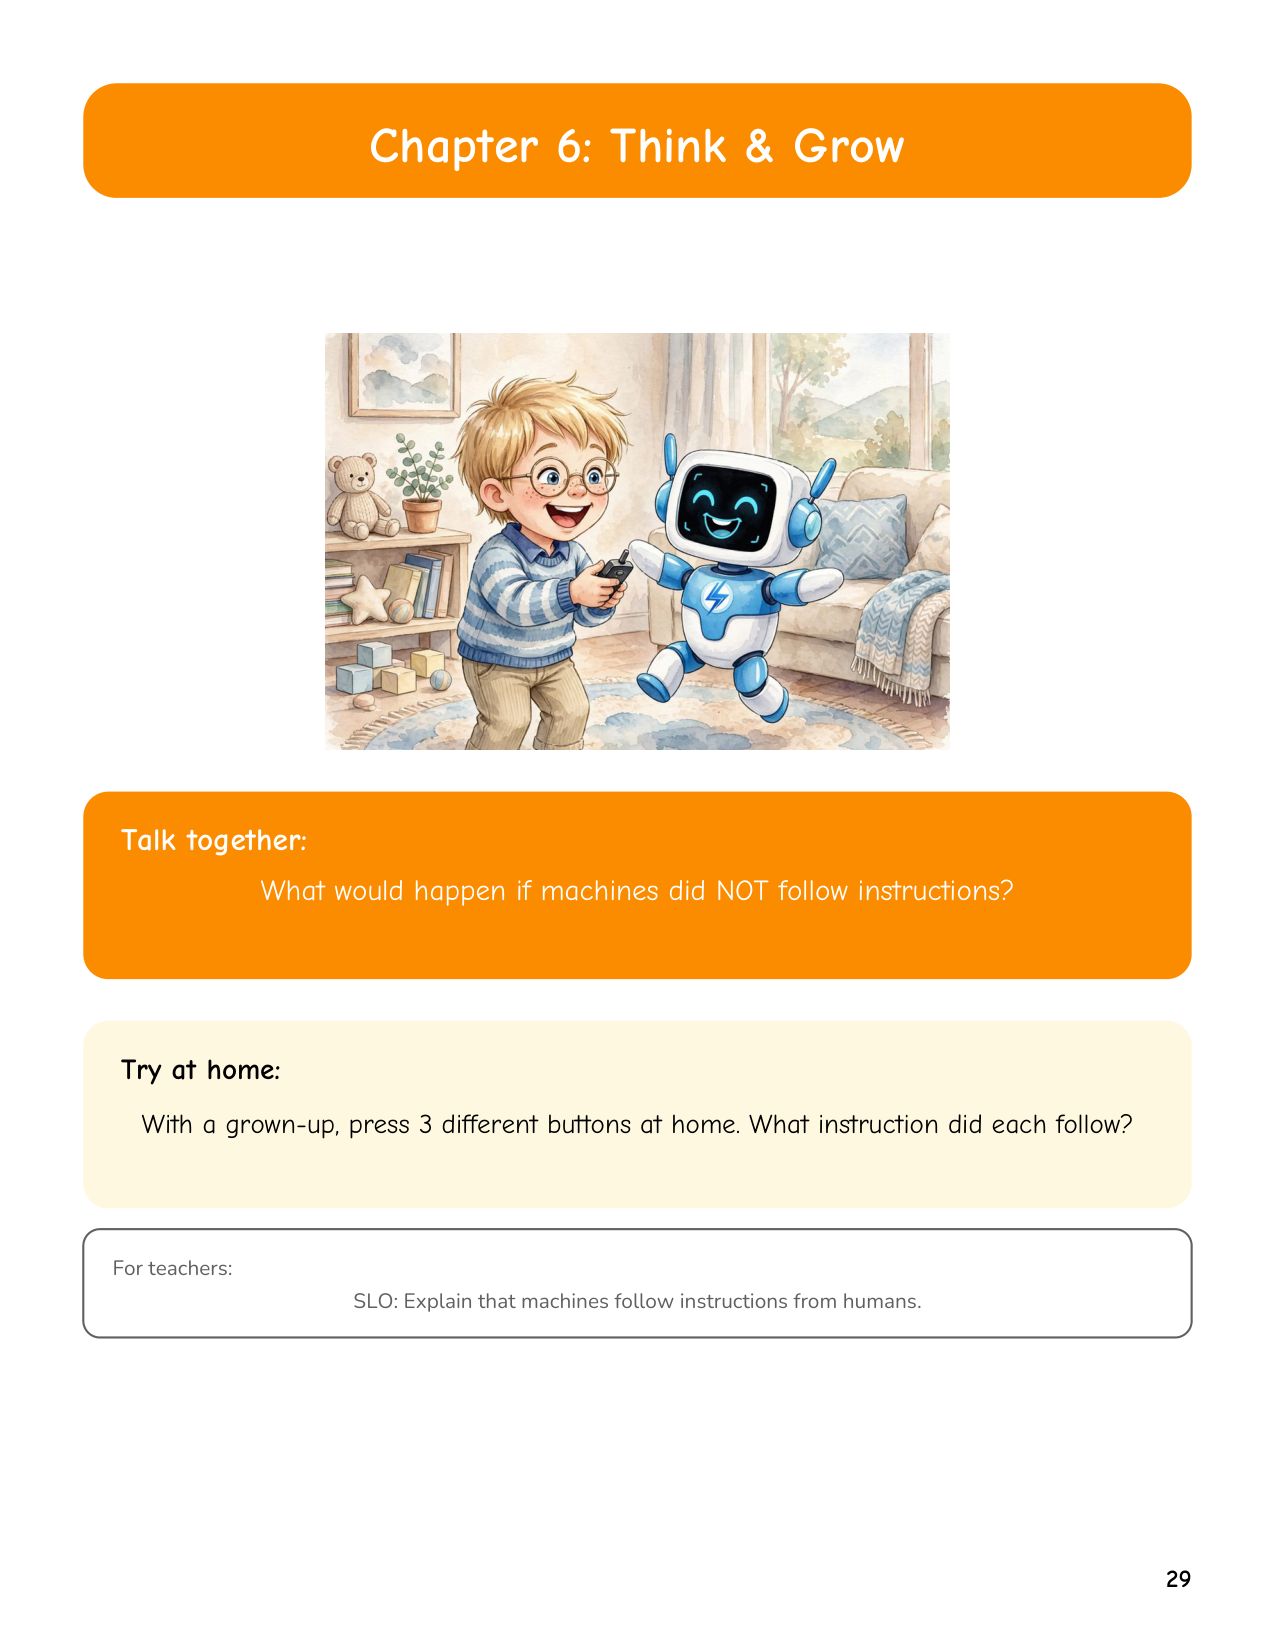 Chapter 6: Think & Grow
Talk together:
What would happen if machines did NOT follow instructions?
Try at home:
With a grown-up, press 3 different buttons at home. What instruction did each follow?
For teachers:
SLO: Explain that machines follow instructions from humans.
29